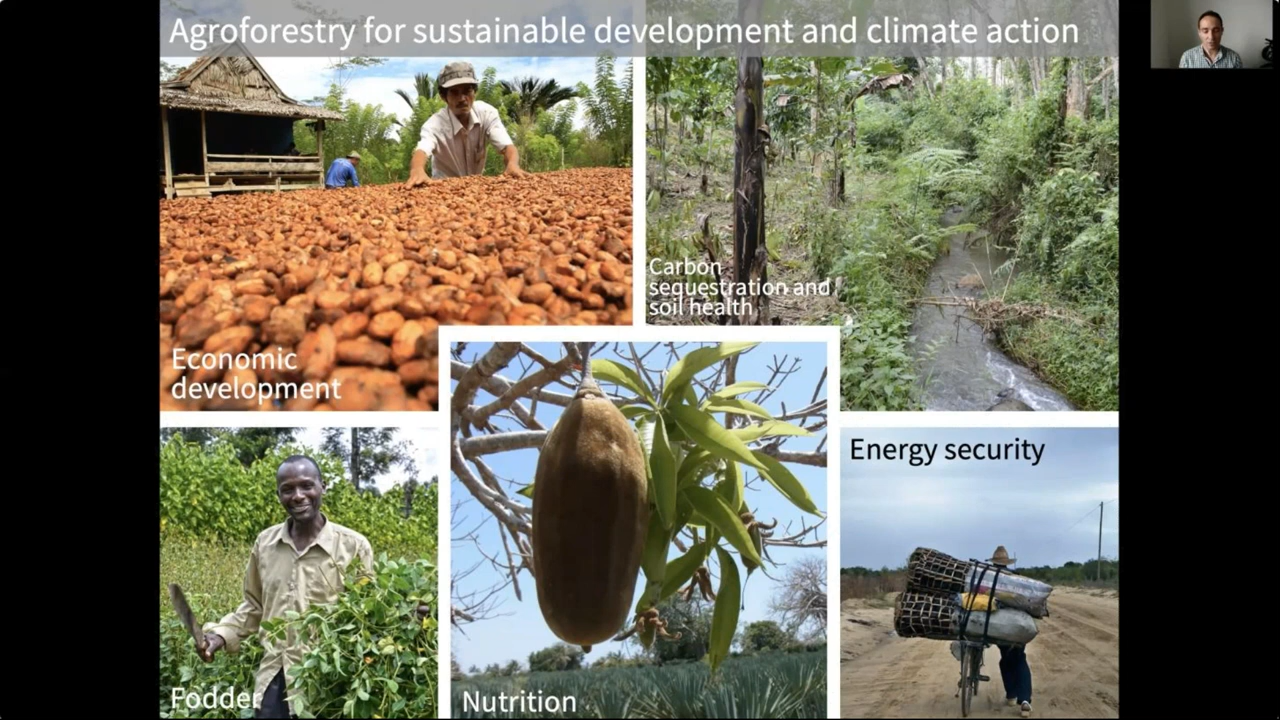 Agroforestry for sustainable development and climate action
Carbon
sequestration and
soil health
Economic
development
Energy security
Fodder
Nutrition